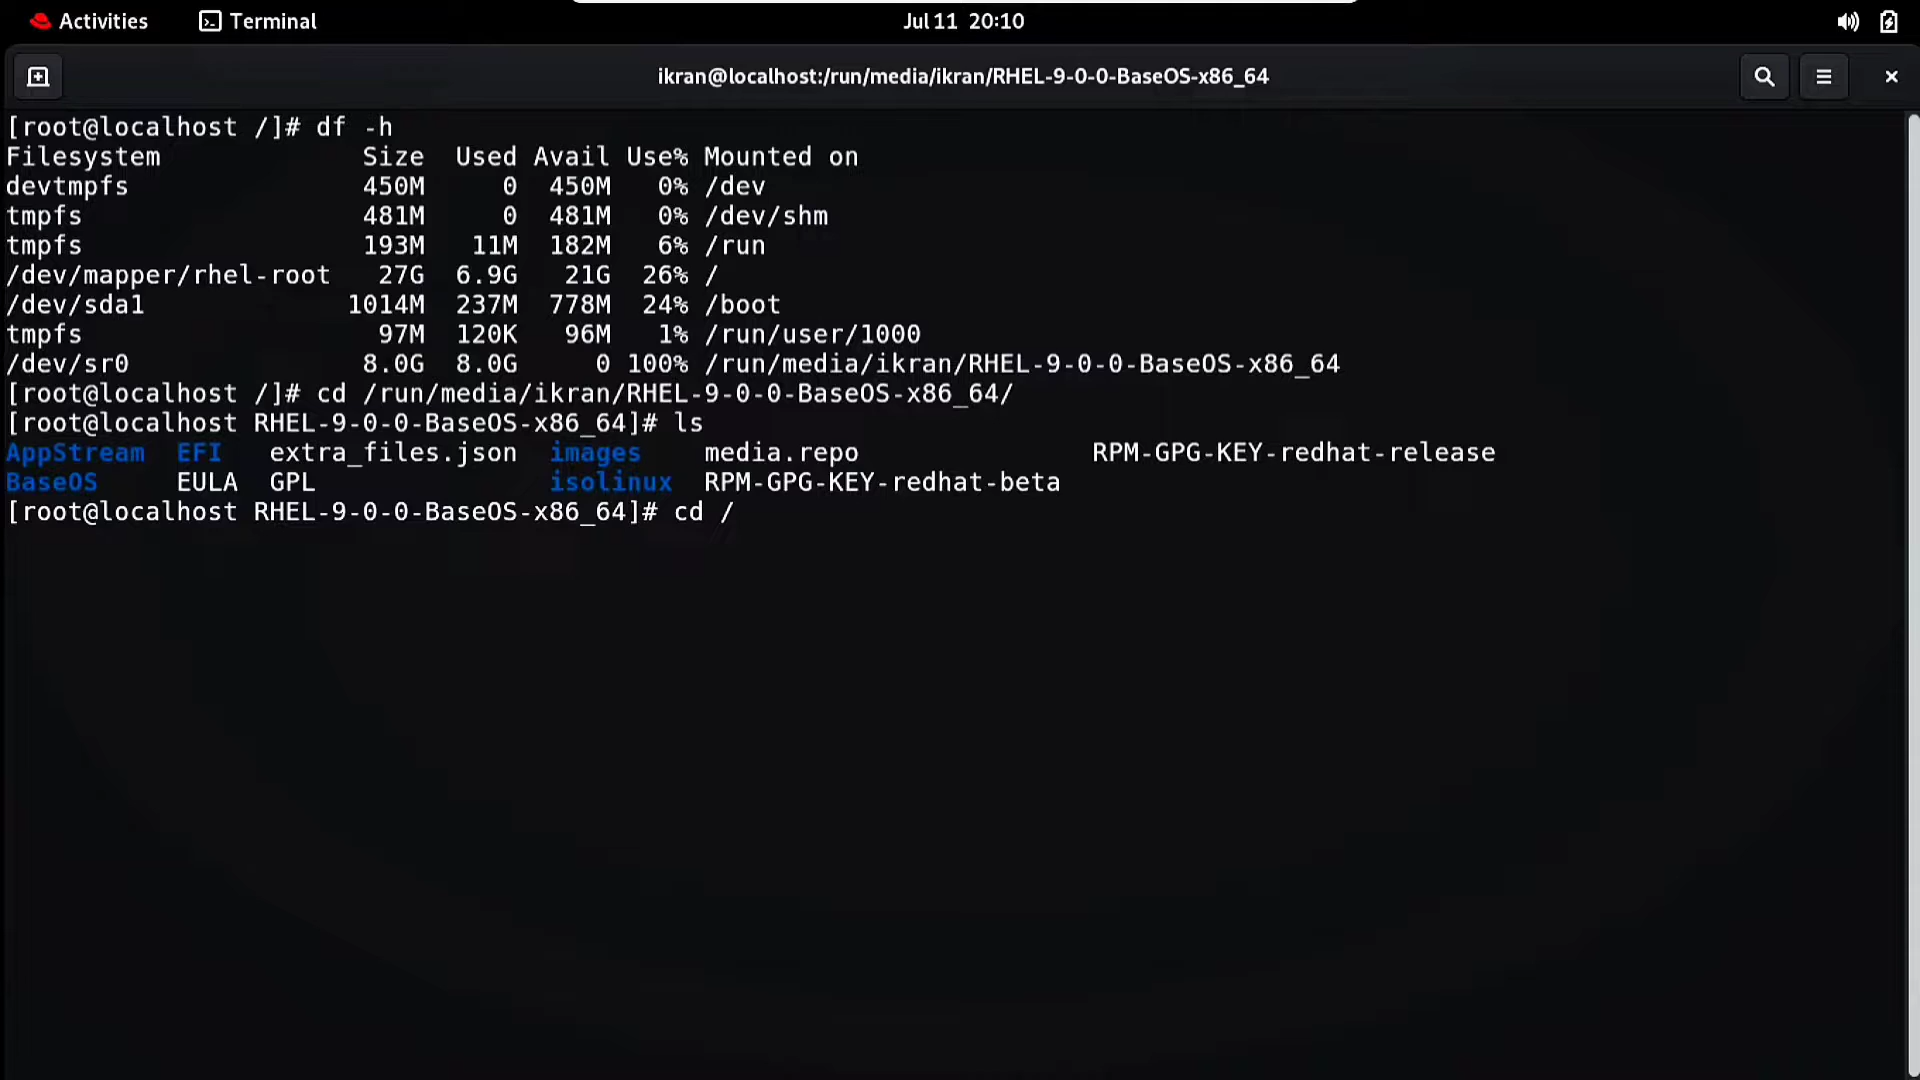 Activities Terminal Jul 11 20:10
ikran@localhost:/run/media/ikran/RHEL-9-0-0-BaseOS-x86_64
[root@localhost /]# df -h
Filesystem Size Used Avail Use% Mounted on
devtmpfs 450M 0 450M 0% /dev
tmpfs 481M 0 481M 0% /dev/shm
tmpfs 193M 11M 182M 6% /run
/dev/mapper/rhel-root 27G 6.9G 21G 26% /
/dev/sda1 1014M 237M 778M 24% /boot
tmpfs 97M 120K 96M 1% /run/user/1000
/dev/sr0 8.0G 8.0G 0 100% /run/media/ikran/RHEL-9-0-0-BaseOS-x86_64
[root@localhost /]# cd /run/media/ikran/RHEL-9-0-0-BaseOS-x86_64/
[root@localhost RHEL-9-0-0-BaseOS-x86_64]# ls
AppStream EFI extra_files.json images media.repo RPM-GPG-KEY-redhat-release
BaseOS EULA GPL isolinux RPM-GPG-KEY-redhat-beta
[root@localhost RHEL-9-0-0-BaseOS-x86_64]# cd /